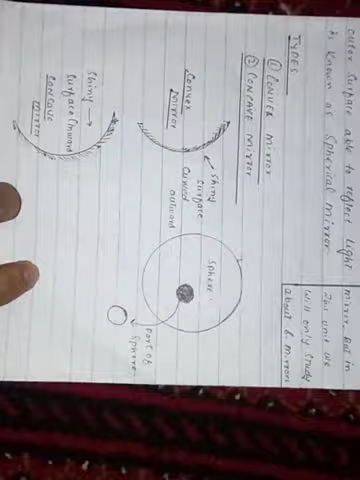 outer surface able to reflect light
is known as spherical mirror.
mirror. But in
This unit we
will only study
about 6 mirrors
TYPES
① CONVEX mirror
② CONCAVE MIRROR
Convex
mirror
shiny
surface
curved
outward
sphere.
Part of
sphere
shiny →
surface inward
concave
mirror